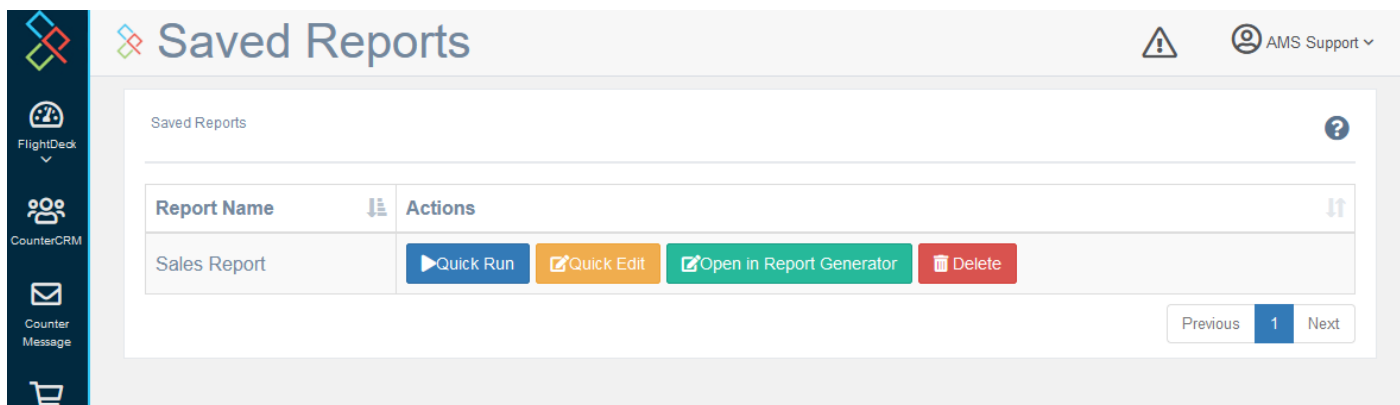 Saved Reports
AMS Support
FlightDeck
CounterCRM
Counter
Message
Saved Reports
Report Name Actions
Sales Report Quick Run Quick Edit Open in Report Generator Delete
Previous 1 Next